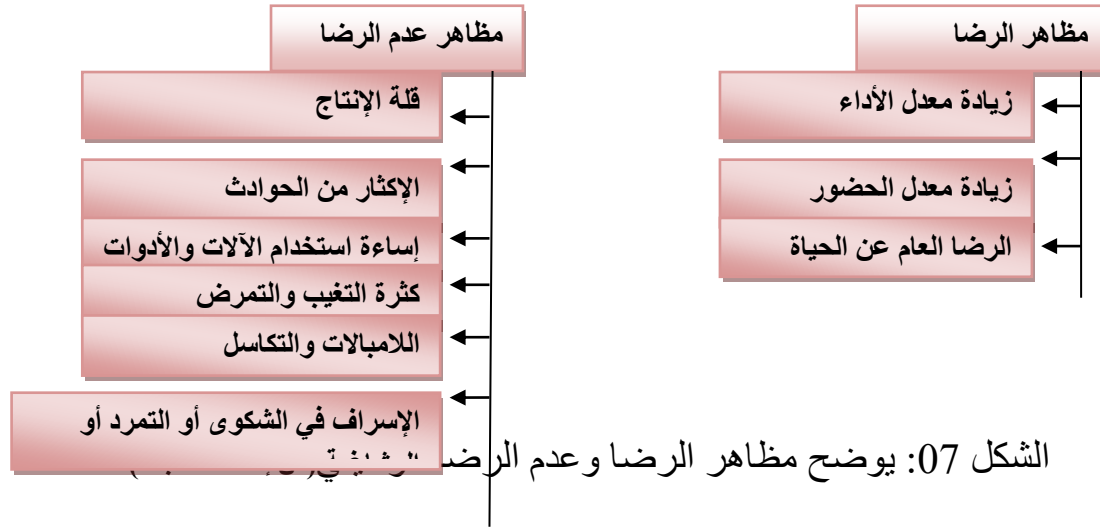 مظاهر الرضا
زيادة معدل الأداء
زيادة معدل الحضور
الرضا العام عن الحياة
مظاهر عدم الرضا
قلة الإنتاج
الإكثار من الحوادث
إساءة استخدام الآلات والأدوات
كثرة التغيب والتمرض
اللامبالات والتكاسل
الإسراف في الشكوى أو التمرد أو
الشكل 07: يوضح مظاهر الرضا وعدم الرضا